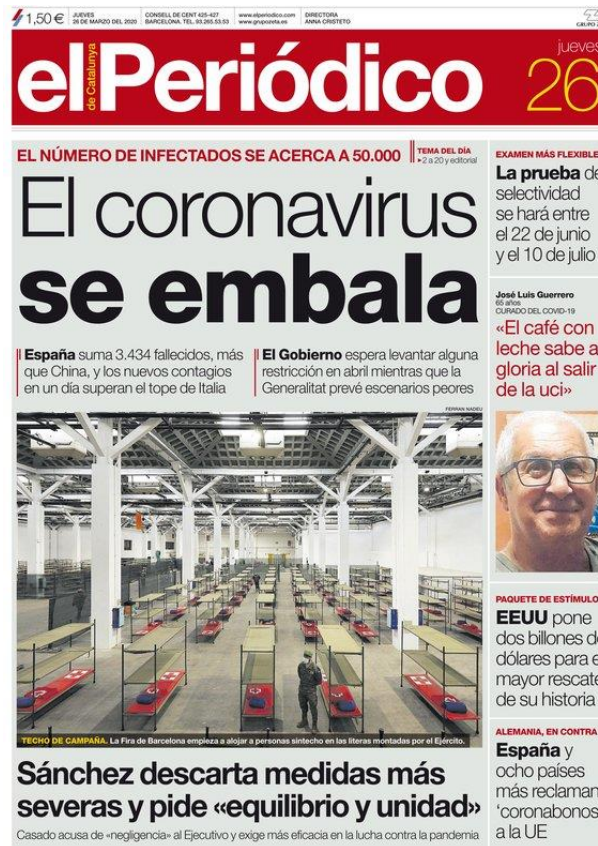 1,50 €
JUEVES
26 DE MARZO DEL 2020
CONSELL DE CENT 425-427
BARCELONA. TEL. 93.265.53.53
www.elperiodico.com
www.grupozeta.es
DIRECTORA
ANNA CRISTETO
GRUPO
el Periódico
de Catalunya
jueves
26
EL NÚMERO DE INFECTADOS SE ACERCA A 50.000
TEMA DEL DÍA
▸2 a 20 y editorial
El coronavirus
se embala
España suma 3.434 fallecidos, más
que China, y los nuevos contagios
en un día superan el tope de Italia
El Gobierno espera levantar alguna
restricción en abril mientras que la
Generalitat prevé escenarios peores
FERRAN NADEU
TECHO DE CAMPAÑA. La Fira de Barcelona empieza a alojar a personas sintecho en las literas montadas por el Ejército.
Sánchez descarta medidas más
severas y pide «equilibrio y unidad»
Casado acusa de «negligencia» al Ejecutivo y exige más eficacia en la lucha contra la pandemia
EXAMEN MÁS FLEXIBLE
La prueba de
selectividad
se hará entre
el 22 de junio
y el 10 de julio
José Luis Guerrero
65 años
CURADO DEL COVID-19
«El café con
leche sabe a
gloria al salir
de la uci»
PAQUETE DE ESTÍMULO
EEUU pone
dos billones de
dólares para e
mayor rescate
de su historia
ALEMANIA, EN CONTRA
España y
ocho países
más reclaman
'coronabonos
a la UE